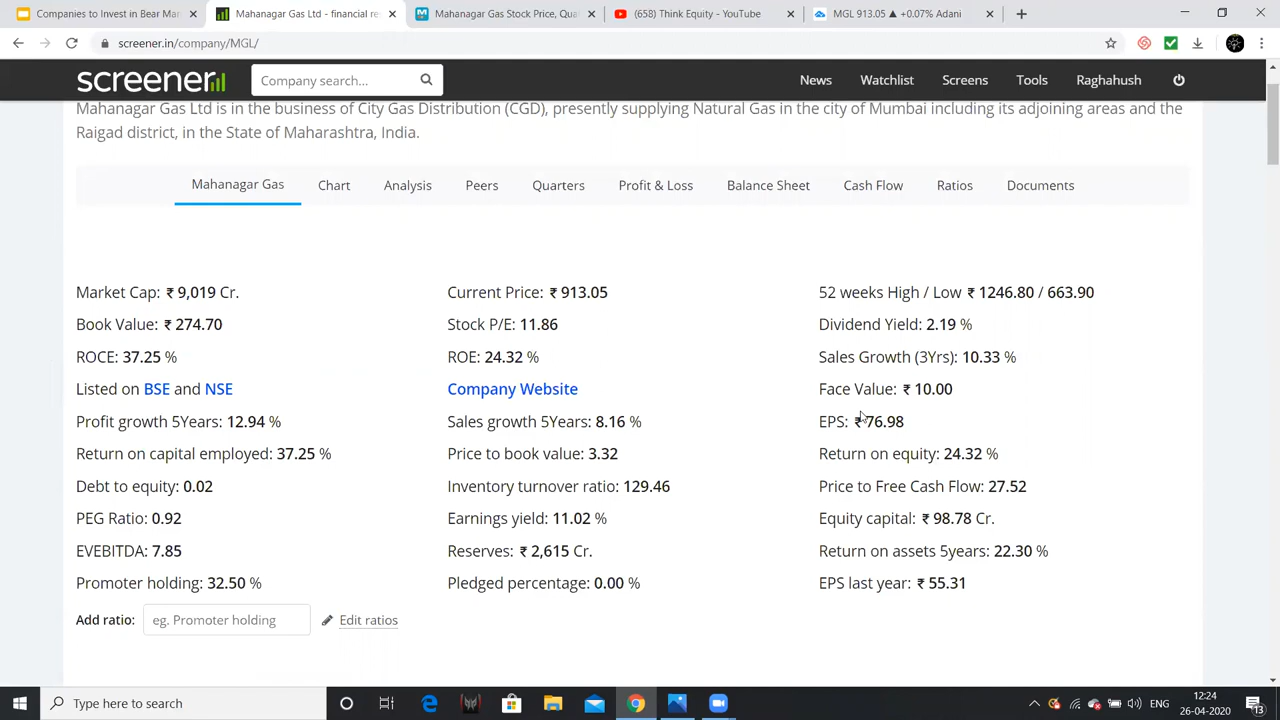 Companies to Invest in Bear Mar
Mahanagar Gas Ltd - financial re
Mahanagar Gas Stock Price, Quo
(658) Think Equity - YouTube
MGL 913.05 ▲ +0.07% Adani
screener.in/company/MGL/
screener
Company search...
News
Watchlist
Screens
Tools
Raghahush
Mahanagar Gas Ltd is in the business of City Gas Distribution (CGD), presently supplying Natural Gas in the city of Mumbai including its adjoining areas and the
Raigad district, in the State of Maharashtra, India.
Mahanagar Gas
Chart
Analysis
Peers
Quarters
Profit & Loss
Balance Sheet
Cash Flow
Ratios
Documents
Market Cap: ₹ 9,019 Cr.
Current Price: ₹ 913.05
52 weeks High / Low ₹ 1246.80 / 663.90
Book Value: ₹ 274.70
Stock P/E: 11.86
Dividend Yield: 2.19 %
ROCE: 37.25 %
ROE: 24.32 %
Sales Growth (3Yrs): 10.33 %
Listed on BSE and NSE
Company Website
Face Value: ₹ 10.00
Profit growth 5Years: 12.94 %
Sales growth 5Years: 8.16 %
EPS: ₹ 76.98
Return on capital employed: 37.25 %
Price to book value: 3.32
Return on equity: 24.32 %
Debt to equity: 0.02
Inventory turnover ratio: 129.46
Price to Free Cash Flow: 27.52
PEG Ratio: 0.92
Earnings yield: 11.02 %
Equity capital: ₹ 98.78 Cr.
EVEBITDA: 7.85
Reserves: ₹ 2,615 Cr.
Return on assets 5years: 22.30 %
Promoter holding: 32.50 %
Pledged percentage: 0.00 %
EPS last year: ₹ 55.31
Add ratio:
eg. Promoter holding
Edit ratios
Type here to search
ENG
12:24
26-04-2020
13